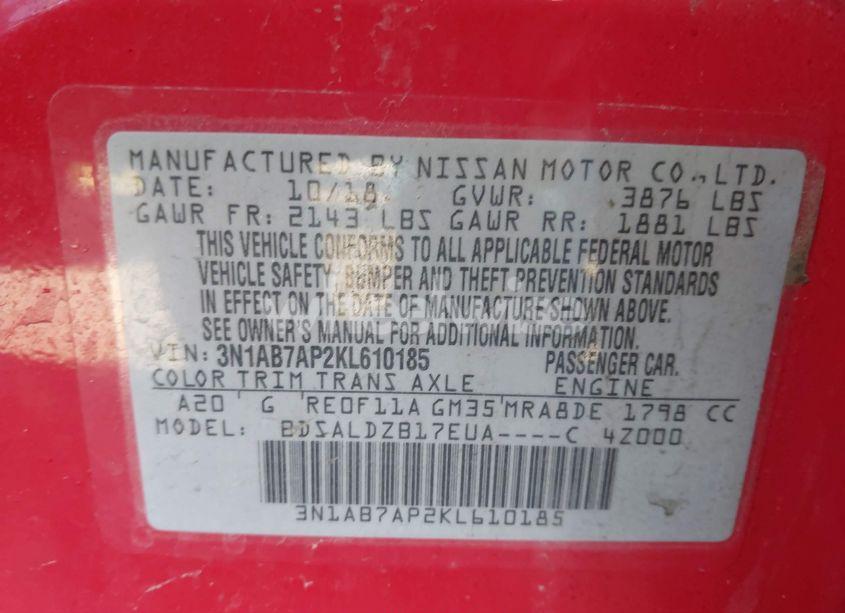 MANUFACTURED BY NISSAN MOTOR CO.,LTD.
DATE: 10/18 GVWR: 3876 LBS
GAWR FR: 2143 LBS GAWR RR: 1881 LBS
THIS VEHICLE CONFORMS TO ALL APPLICABLE FEDERAL MOTOR
VEHICLE SAFETY, BUMPER AND THEFT PREVENTION STANDARDS
IN EFFECT ON THE DATE OF MANUFACTURE SHOWN ABOVE.
SEE OWNER'S MANUAL FOR ADDITIONAL INFORMATION.
VIN: 3N1AB7AP2KL610185 PASSENGER CAR.
COLOR TRIM TRANS AXLE ENGINE
A20 G RE0F11A GM35 MRA8DE 1798 CC
MODEL: BDSALDZB17EUA----C 4Z000
3N1AB7AP2KL610185